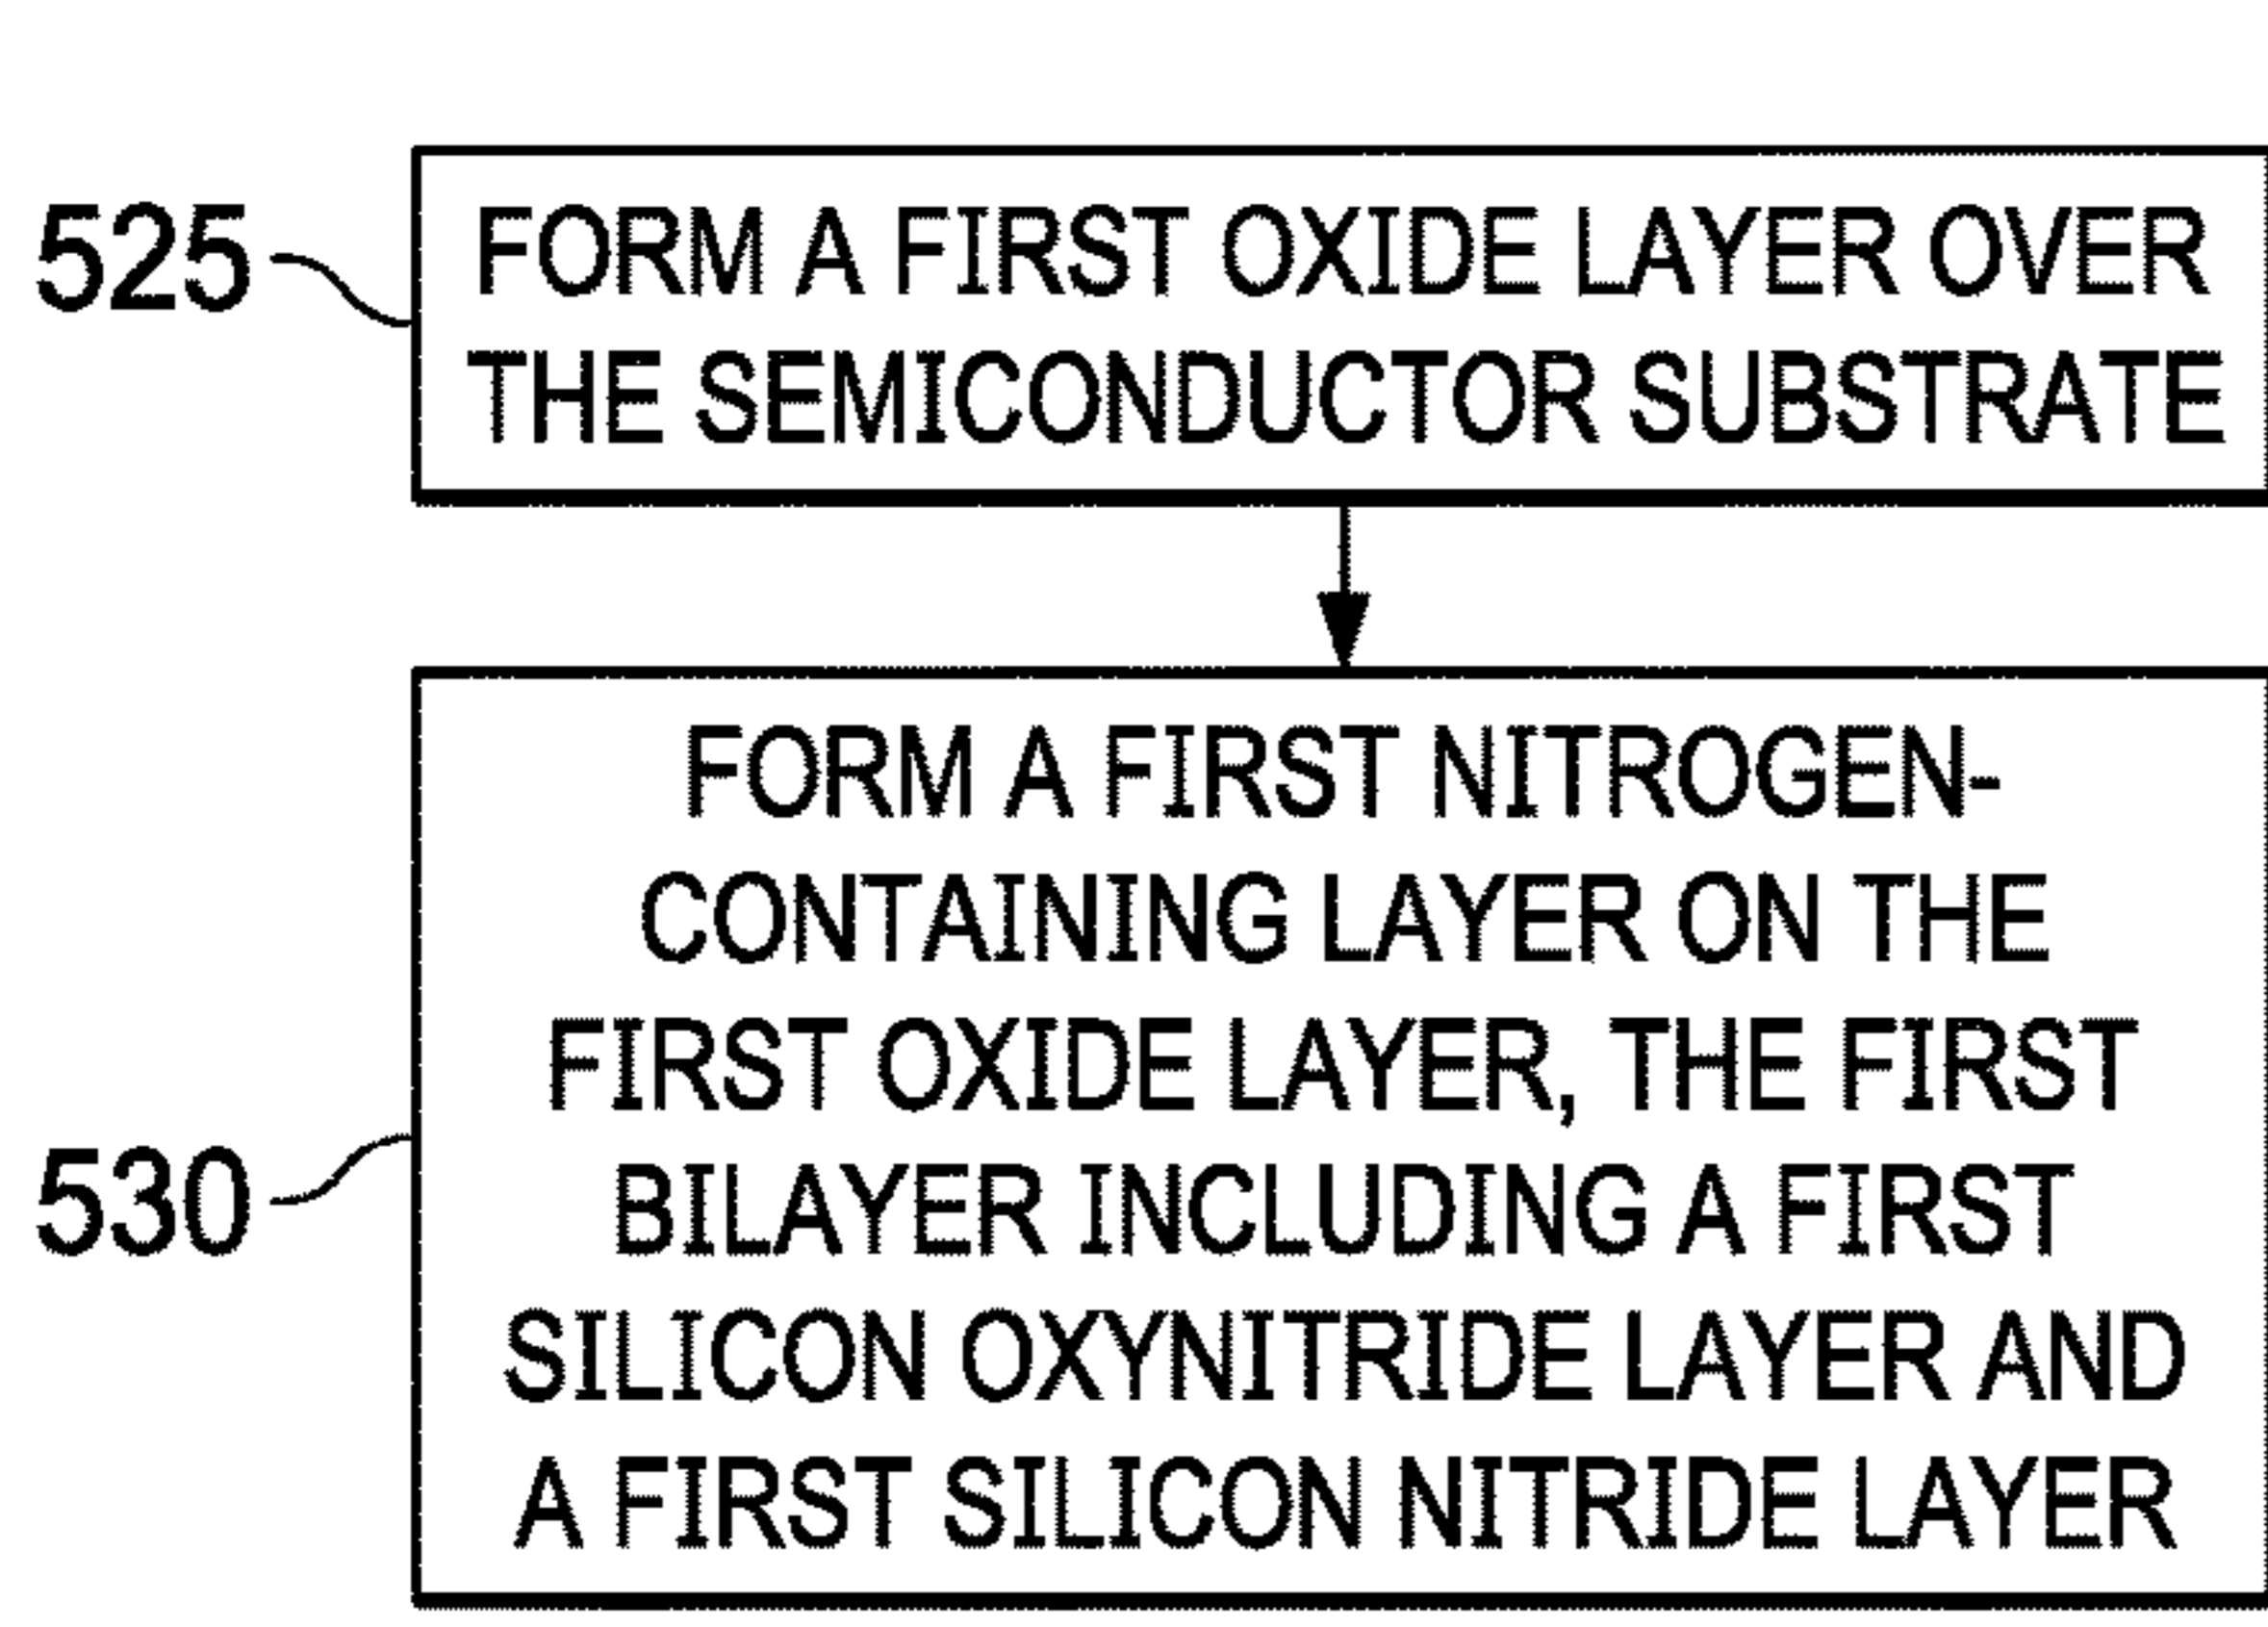 525
FORM A FIRST OXIDE LAYER OVER
THE SEMICONDUCTOR SUBSTRATE
530
FORM A FIRST NITROGEN-
CONTAINING LAYER ON THE
FIRST OXIDE LAYER, THE FIRST
BILAYER INCLUDING A FIRST
SILICON OXYNITRIDE LAYER AND
A FIRST SILICON NITRIDE LAYER